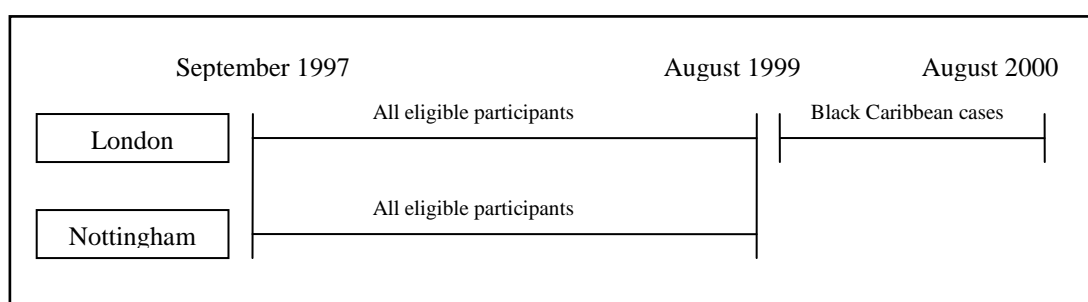 September 1997 August 1999 August 2000
All eligible participants Black Caribbean cases
London
All eligible participants
Nottingham